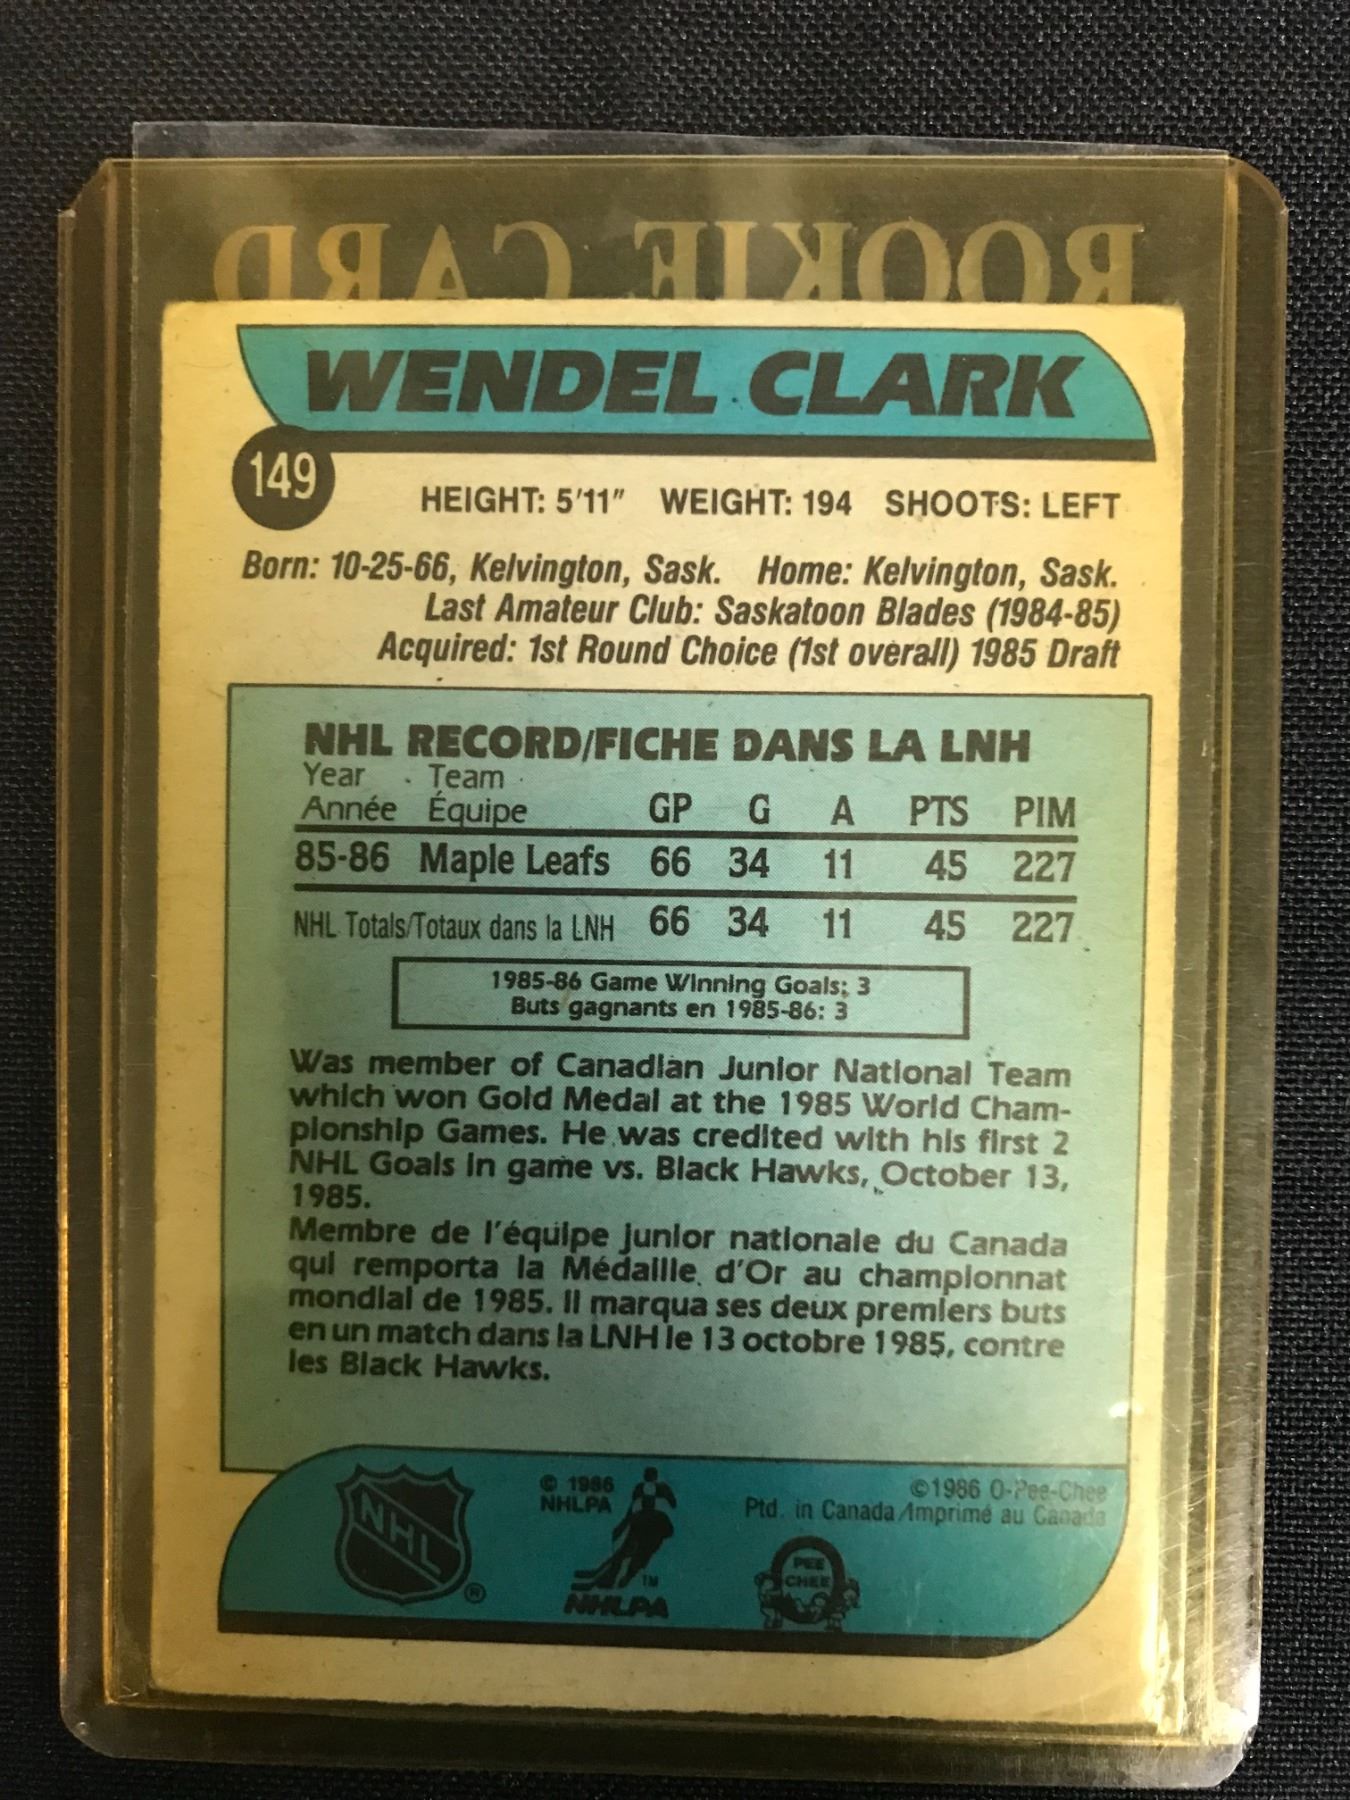 ROOKIE CARD
WENDEL CLARK
149
HEIGHT: 5'11" WEIGHT: 194 SHOOTS: LEFT
Born: 10-25-66, Kelvington, Sask. Home: Kelvington, Sask.
Last Amateur Club: Saskatoon Blades (1984-85)
Acquired: 1st Round Choice (1st overall) 1985 Draft
NHL RECORD/FICHE DANS LA LNH
Year Team
Année Équipe GP G A PTS PIM
85-86 Maple Leafs 66 34 11 45 227
NHL Totals/Totaux dans la LNH 66 34 11 45 227
1985-86 Game Winning Goals: 3
Buts gagnants en 1985-86: 3
Was member of Canadian Junior National Team
which won Gold Medal at the 1985 World Cham-
pionship Games. He was credited with his first 2
NHL Goals in game vs. Black Hawks, October 13,
1985.
Membre de l'équipe junior nationale du Canada
qui remporta la Médaille d'Or au championnat
mondial de 1985. Il marqua ses deux premiers buts
en un match dans la LNH le 13 octobre 1985, contre
les Black Hawks.
NHL ®
© 1986
NHLPA
TM
NHLPA
©1986 O-Pee-Chee
Ptd. in Canada/Imprimé au Canada
PEE
CHEE